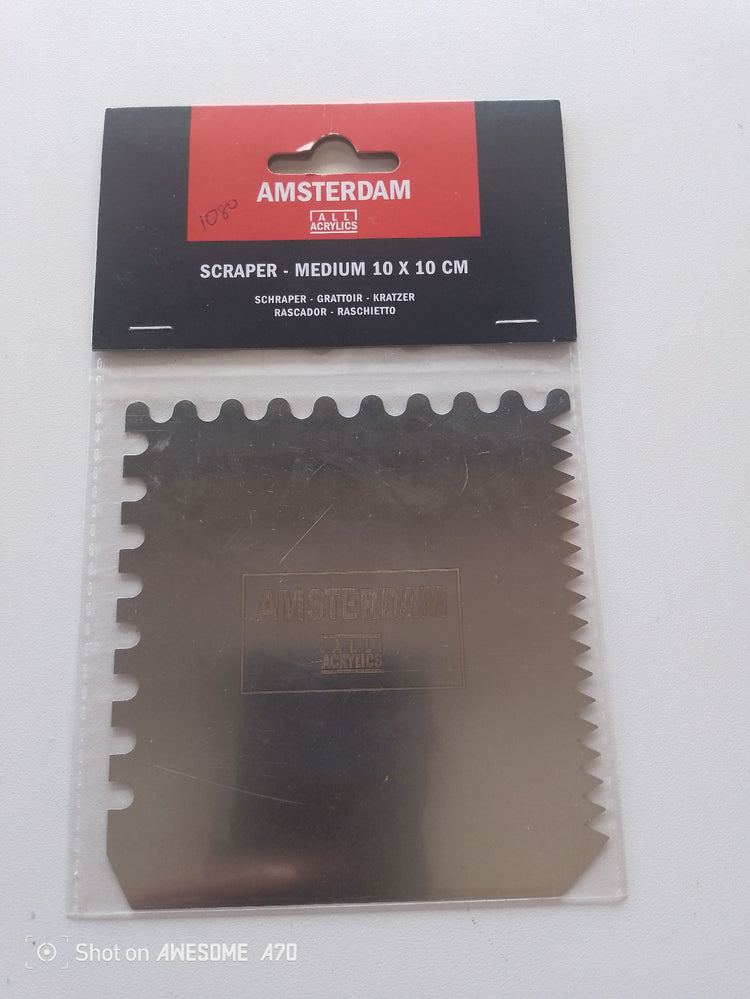 AMSTERDAM
1080
ALL
ACRYLICS
SCRAPER - MEDIUM 10 X 10 CM
SCHRAPER - GRATTOIR - KRATZER
RASCADOR - RASCHIETTO
AMSTERDAM
ALL
ACRYLICS
Shot on AWESOME A70